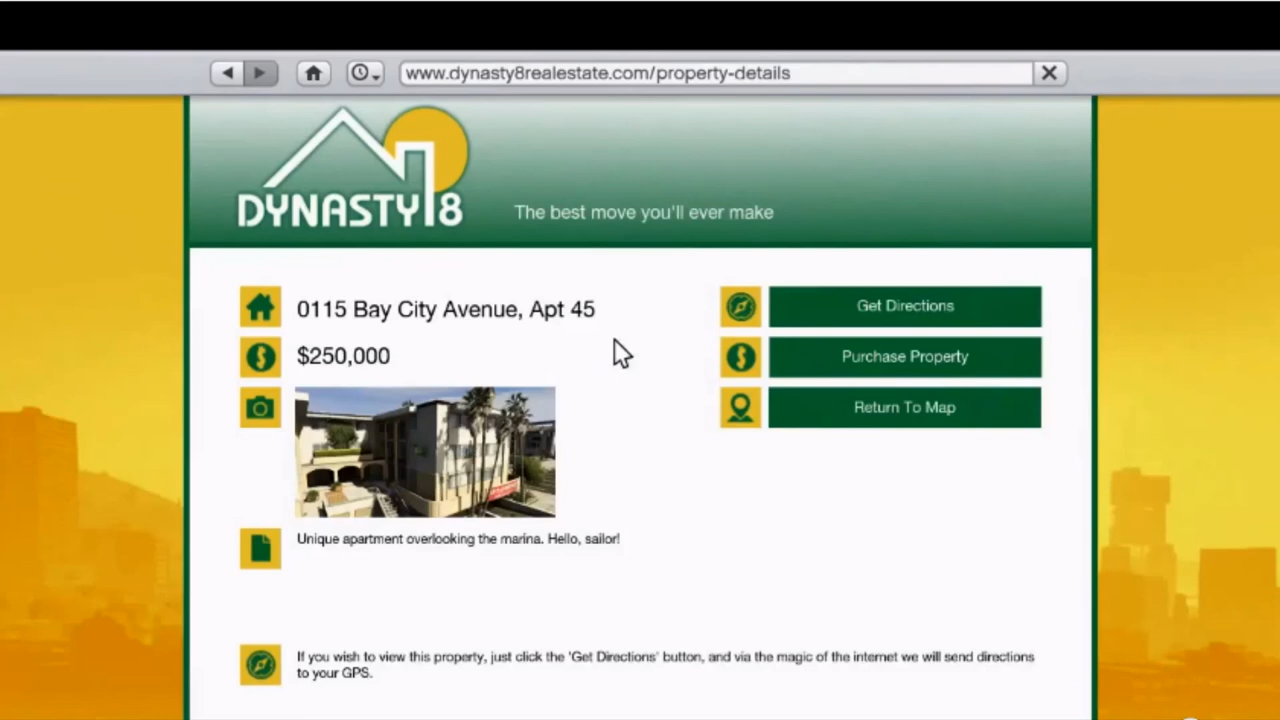 www.dynasty8realestate.com/property-details
DYNASTY 8
The best move you'll ever make
0115 Bay City Avenue, Apt 45
$250,000
Get Directions
Purchase Property
Return To Map
Unique apartment overlooking the marina. Hello, sailor!
If you wish to view this property, just click the 'Get Directions' button, and via the magic of the internet we will send directions
to your GPS.